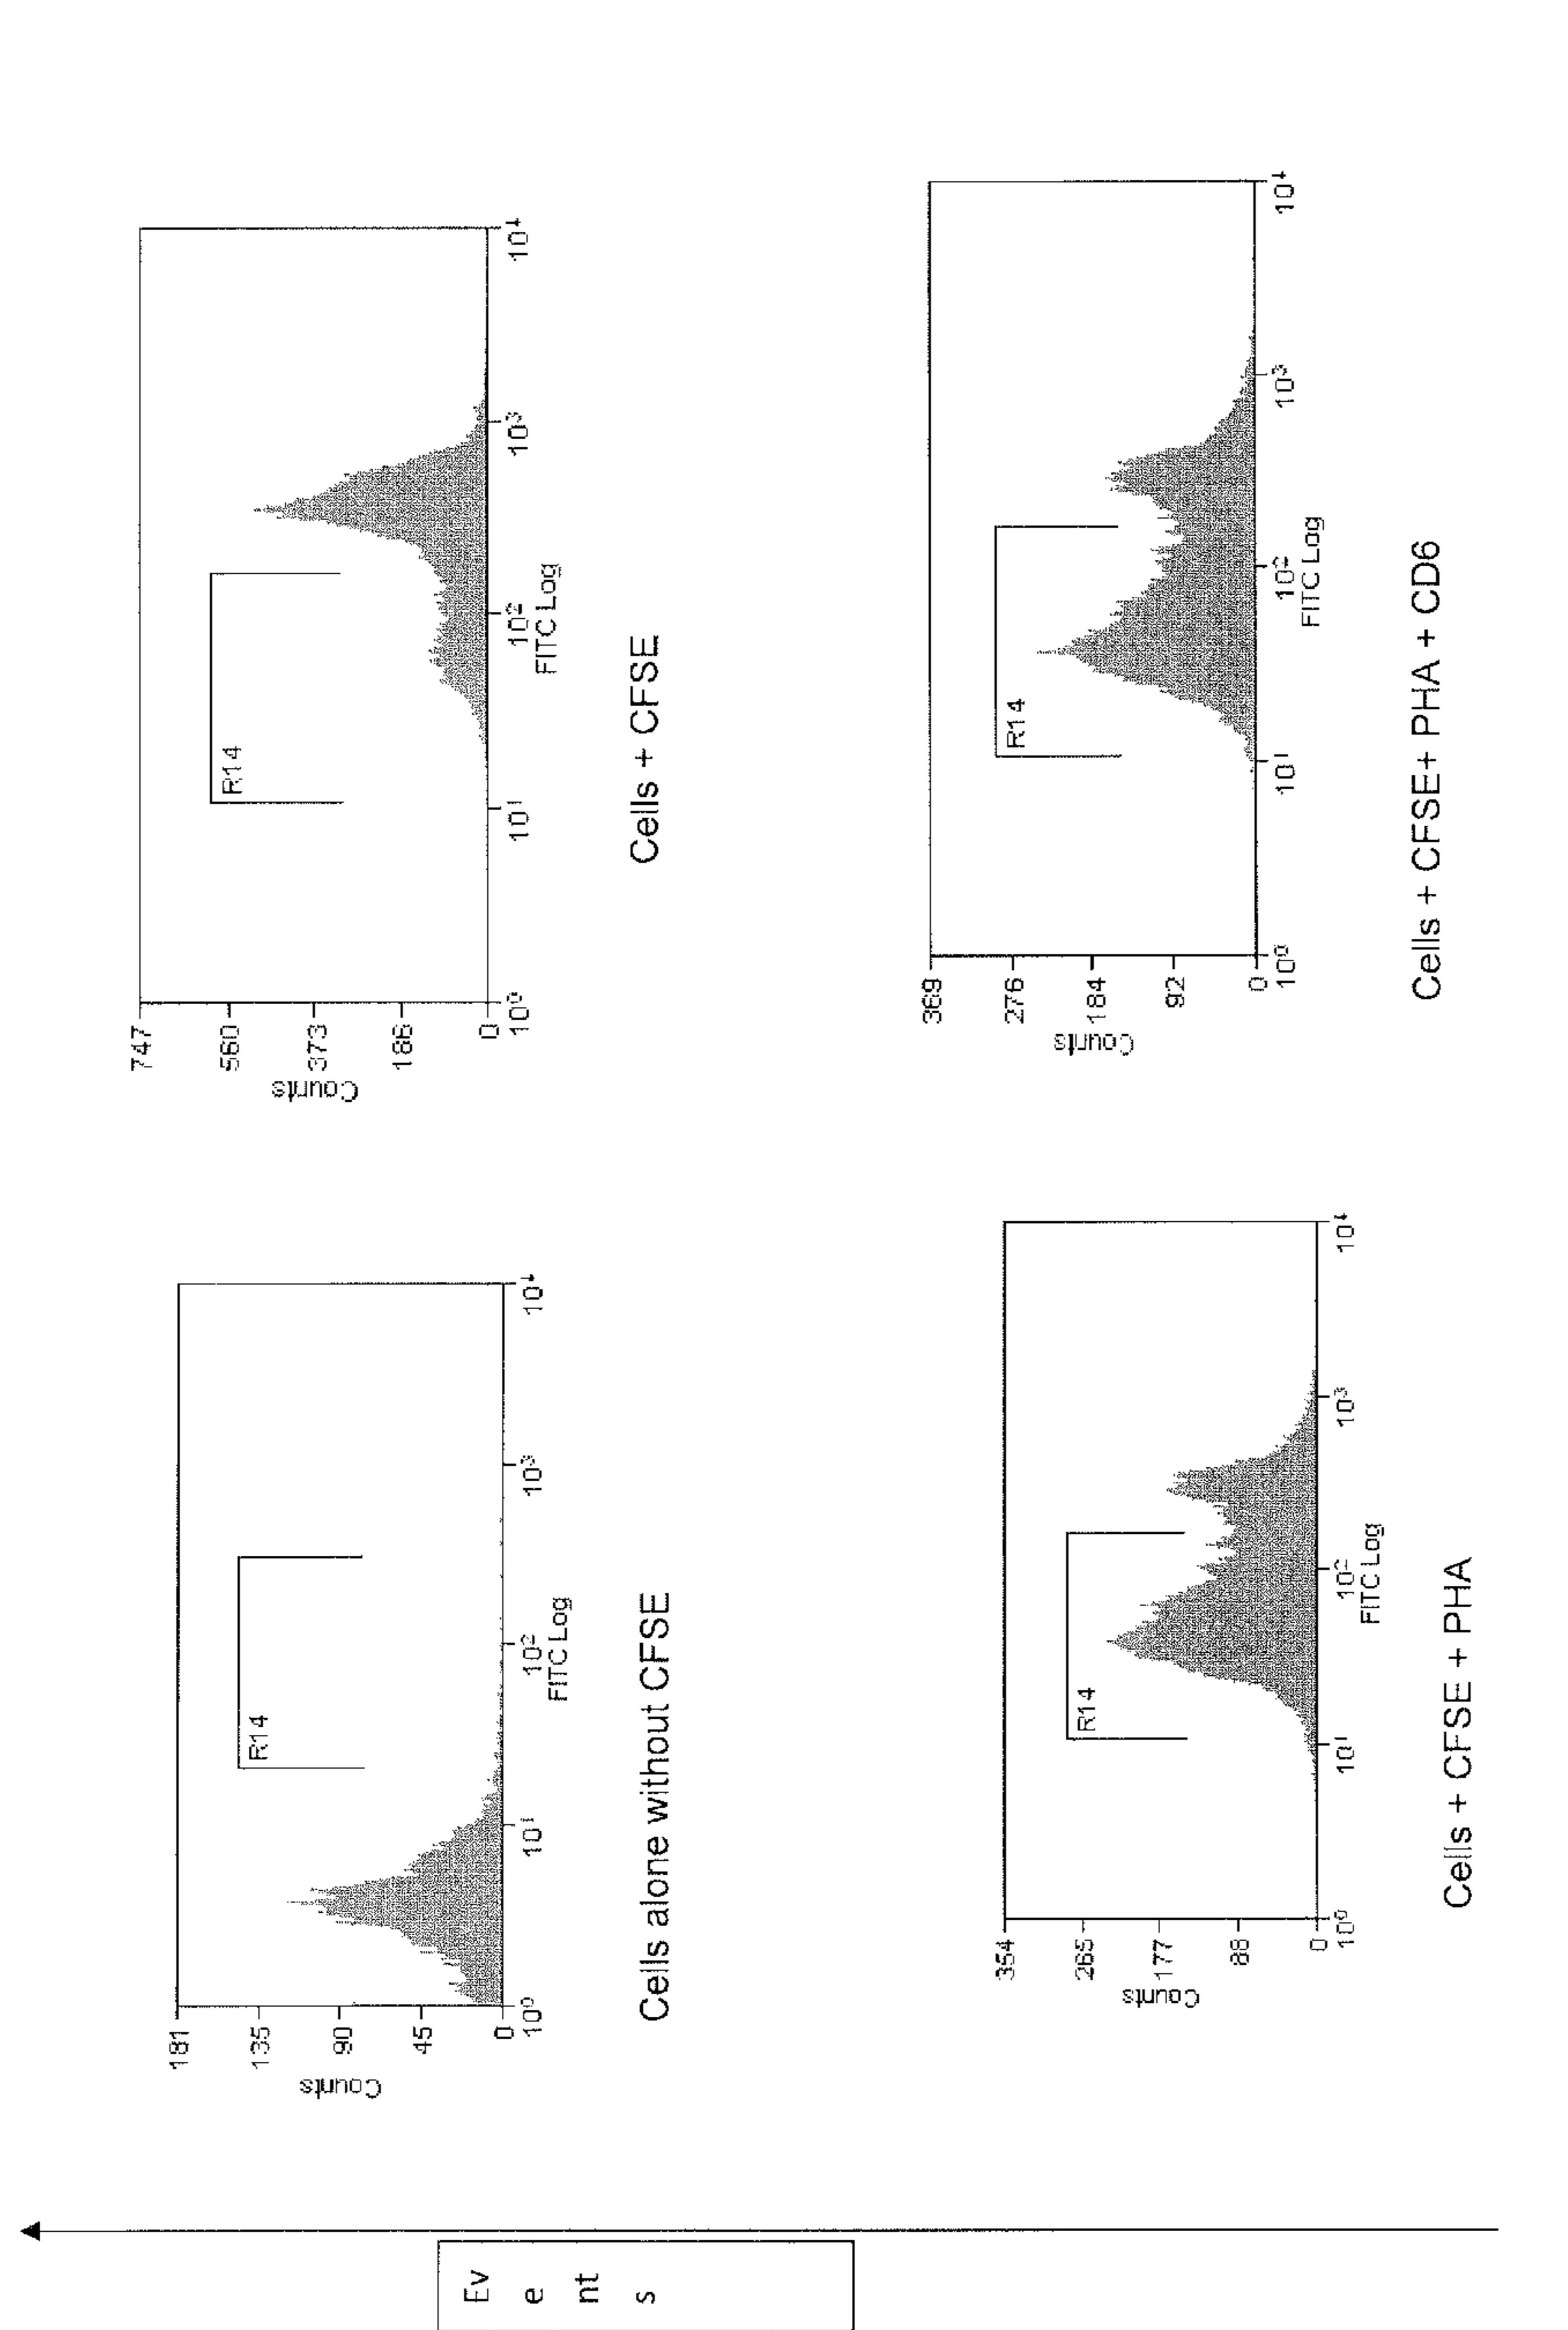 Ev
e
nt
s
181
135
90
45
0
Counts
R14
10⁰
10¹
10²
10³
10⁴
FITC Log
Cells alone without CFSE
747
560
373
186
0
Counts
R14
10⁰
10¹
10²
10³
10⁴
FITC Log
Cells + CFSE
354
265
177
88
0
Counts
R14
10⁰
10¹
10²
10³
10⁴
FITC Log
Cells + CFSE + PHA
369
276
184
92
0
Counts
R14
10⁰
10¹
10²
10³
10⁴
FITC Log
Cells + CFSE+ PHA + CD6